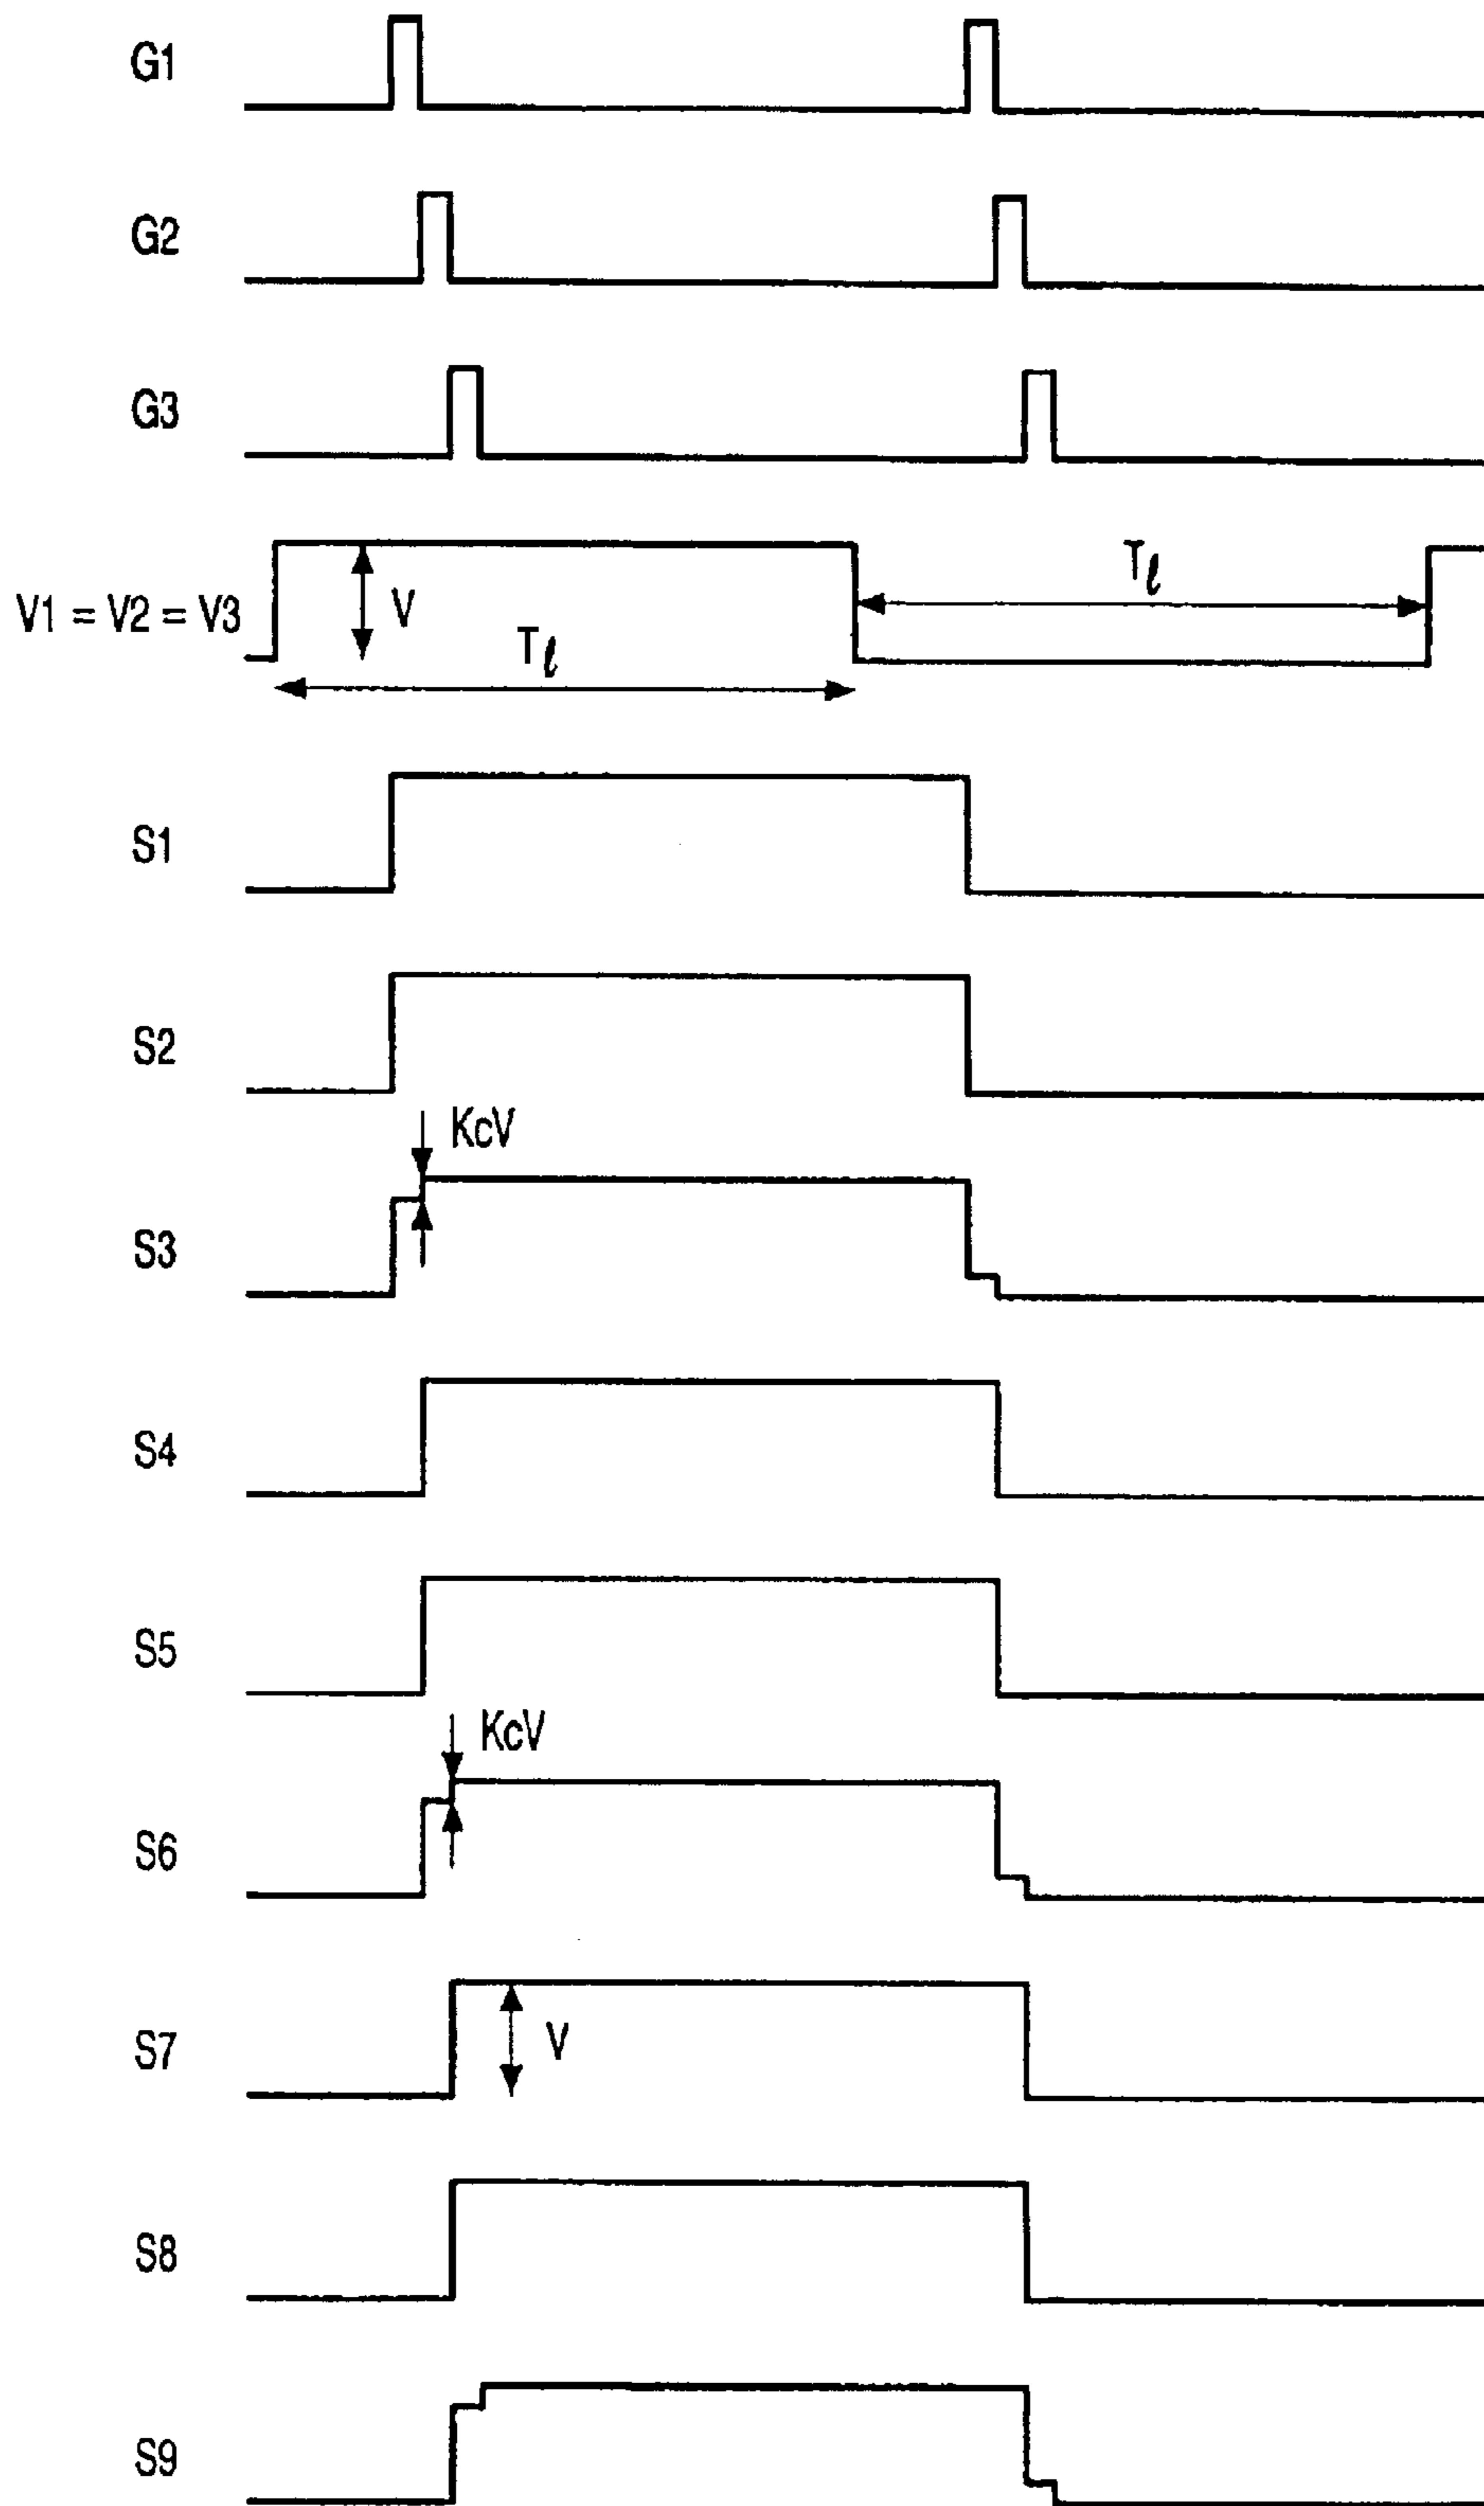 G1
G2
G3
V1 = V2 = V3
V
Tℓ
Tℓ
S1
S2
KcV
S3
S4
S5
KcV
S6
S7
V
S8
S9